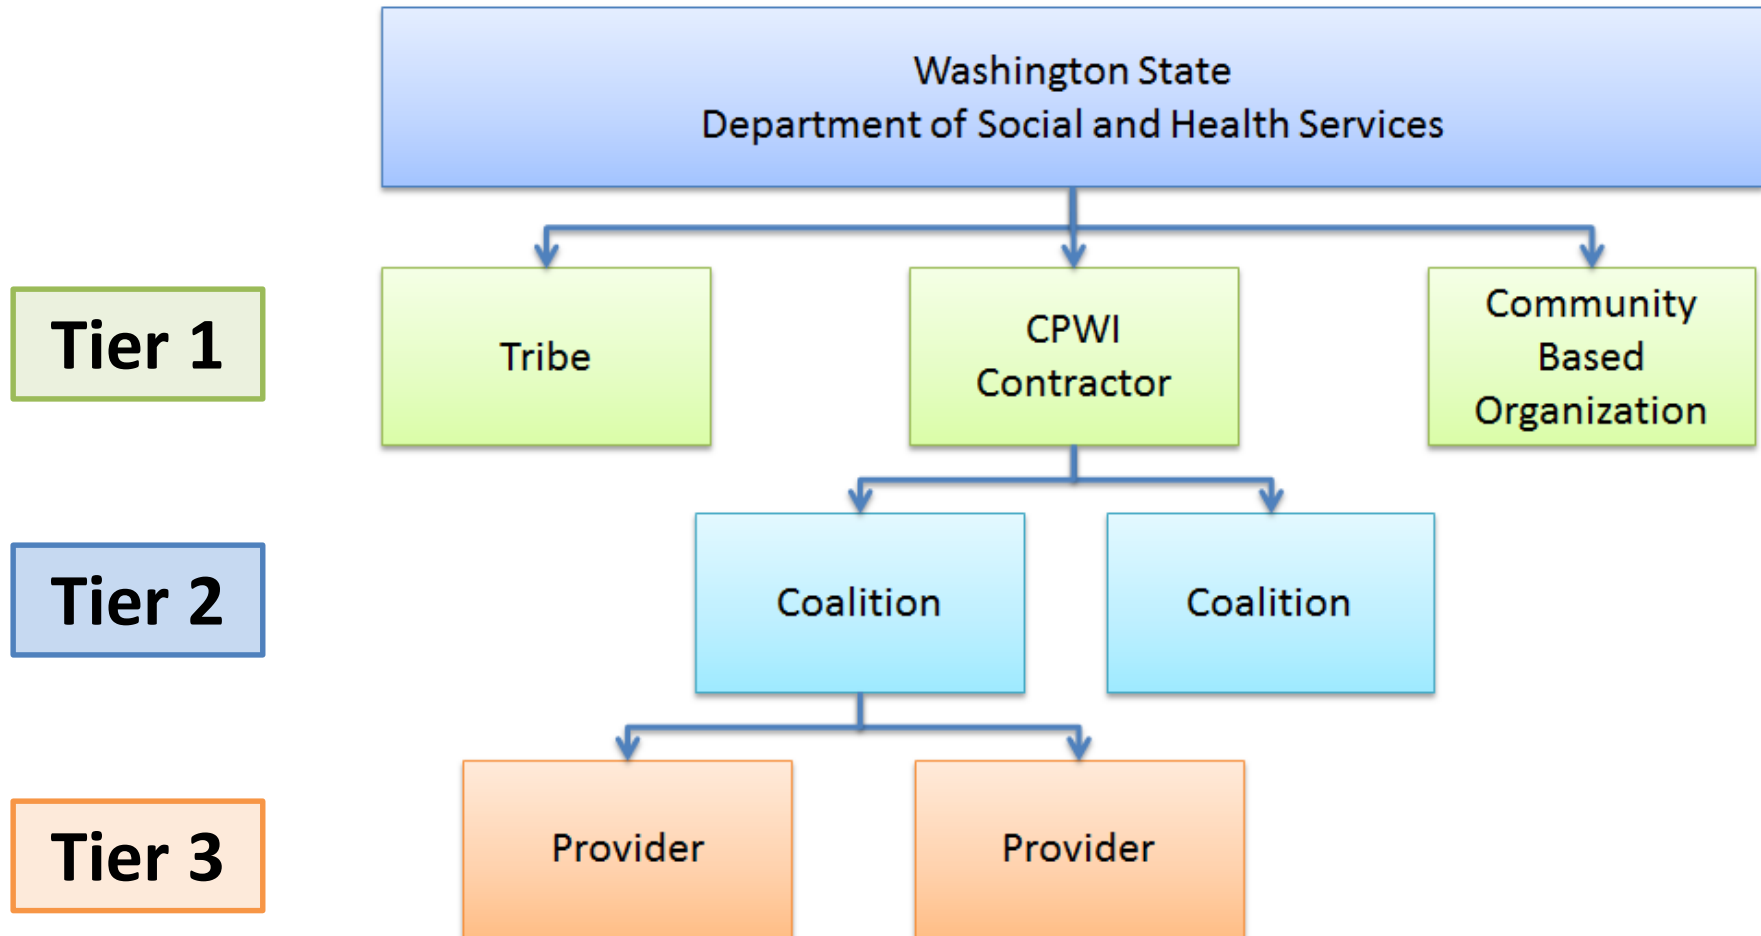 Washington State
Department of Social and Health Services
Tier 1
Tribe
CPWI
Contractor
Community
Based
Organization
Tier 2
Coalition
Coalition
Tier 3
Provider
Provider